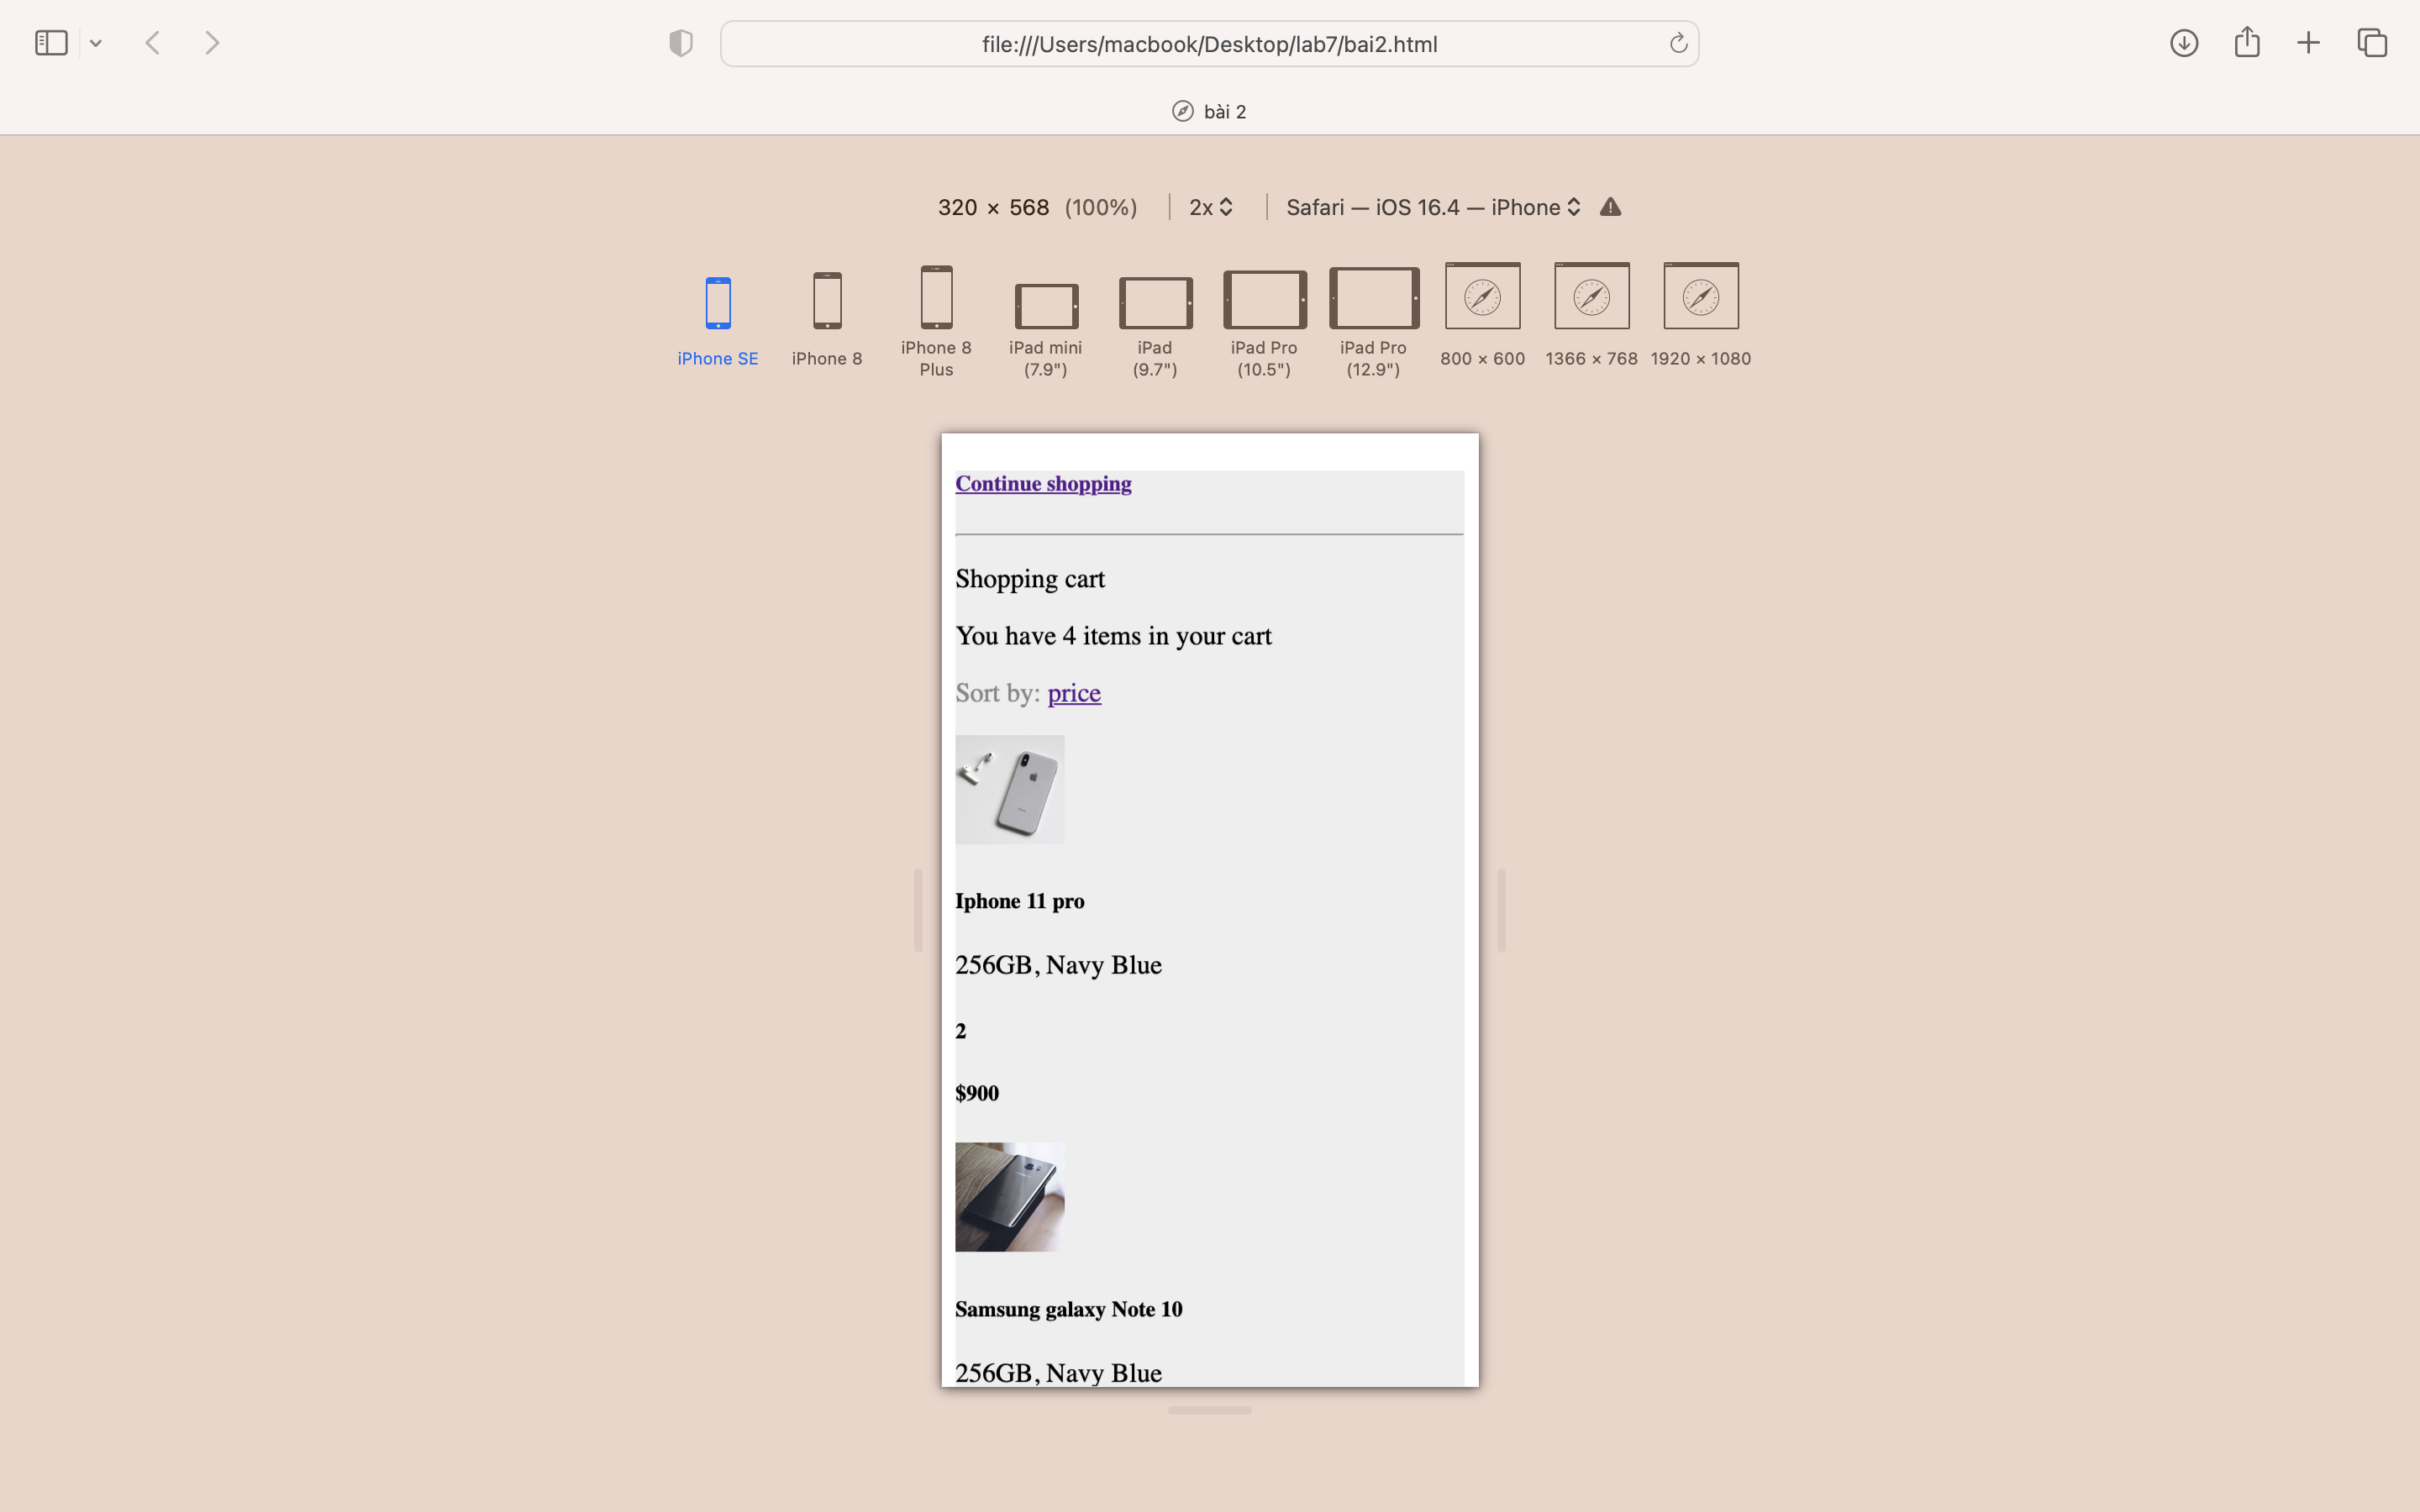 file:///Users/macbook/Desktop/lab7/bai2.html
bài 2
320 × 568 (100%) 2x Safari — iOS 16.4 — iPhone
iPhone SE
iPhone 8
iPhone 8
Plus
iPad mini
(7.9")
iPad
(9.7")
iPad Pro
(10.5")
iPad Pro
(12.9")
800 × 600
1366 × 768
1920 × 1080
Continue shopping
Shopping cart
You have 4 items in your cart
Sort by: price
Iphone 11 pro
256GB, Navy Blue
2
$900
Samsung galaxy Note 10
256GB, Navy Blue